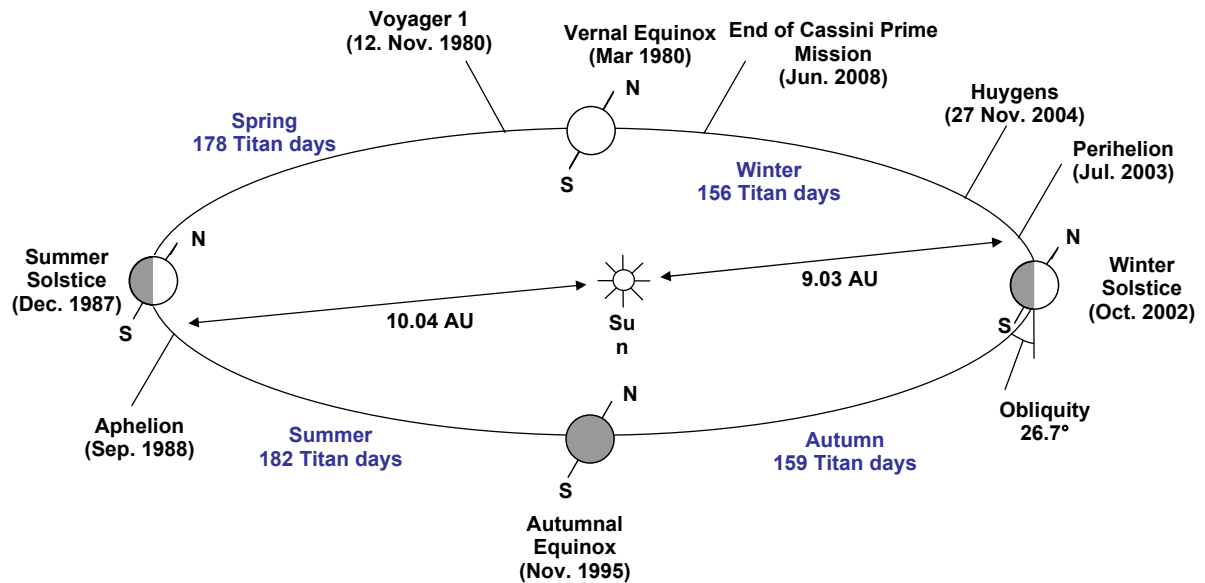 Voyager 1
(12. Nov. 1980)
Vernal Equinox
(Mar 1980)
End of Cassini Prime
Mission
(Jun. 2008)
N
Huygens
(27 Nov. 2004)
Spring
178 Titan days
Perihelion
(Jul. 2003)
Winter
156 Titan days
S
N
N
Summer
Solstice
(Dec. 1987)
9.03 AU
Winter
Solstice
(Oct. 2002)
S
10.04 AU
Su
n
S
N
Aphelion
(Sep. 1988)
Obliquity
26.7°
Summer
182 Titan days
Autumn
159 Titan days
S
Autumnal
Equinox
(Nov. 1995)